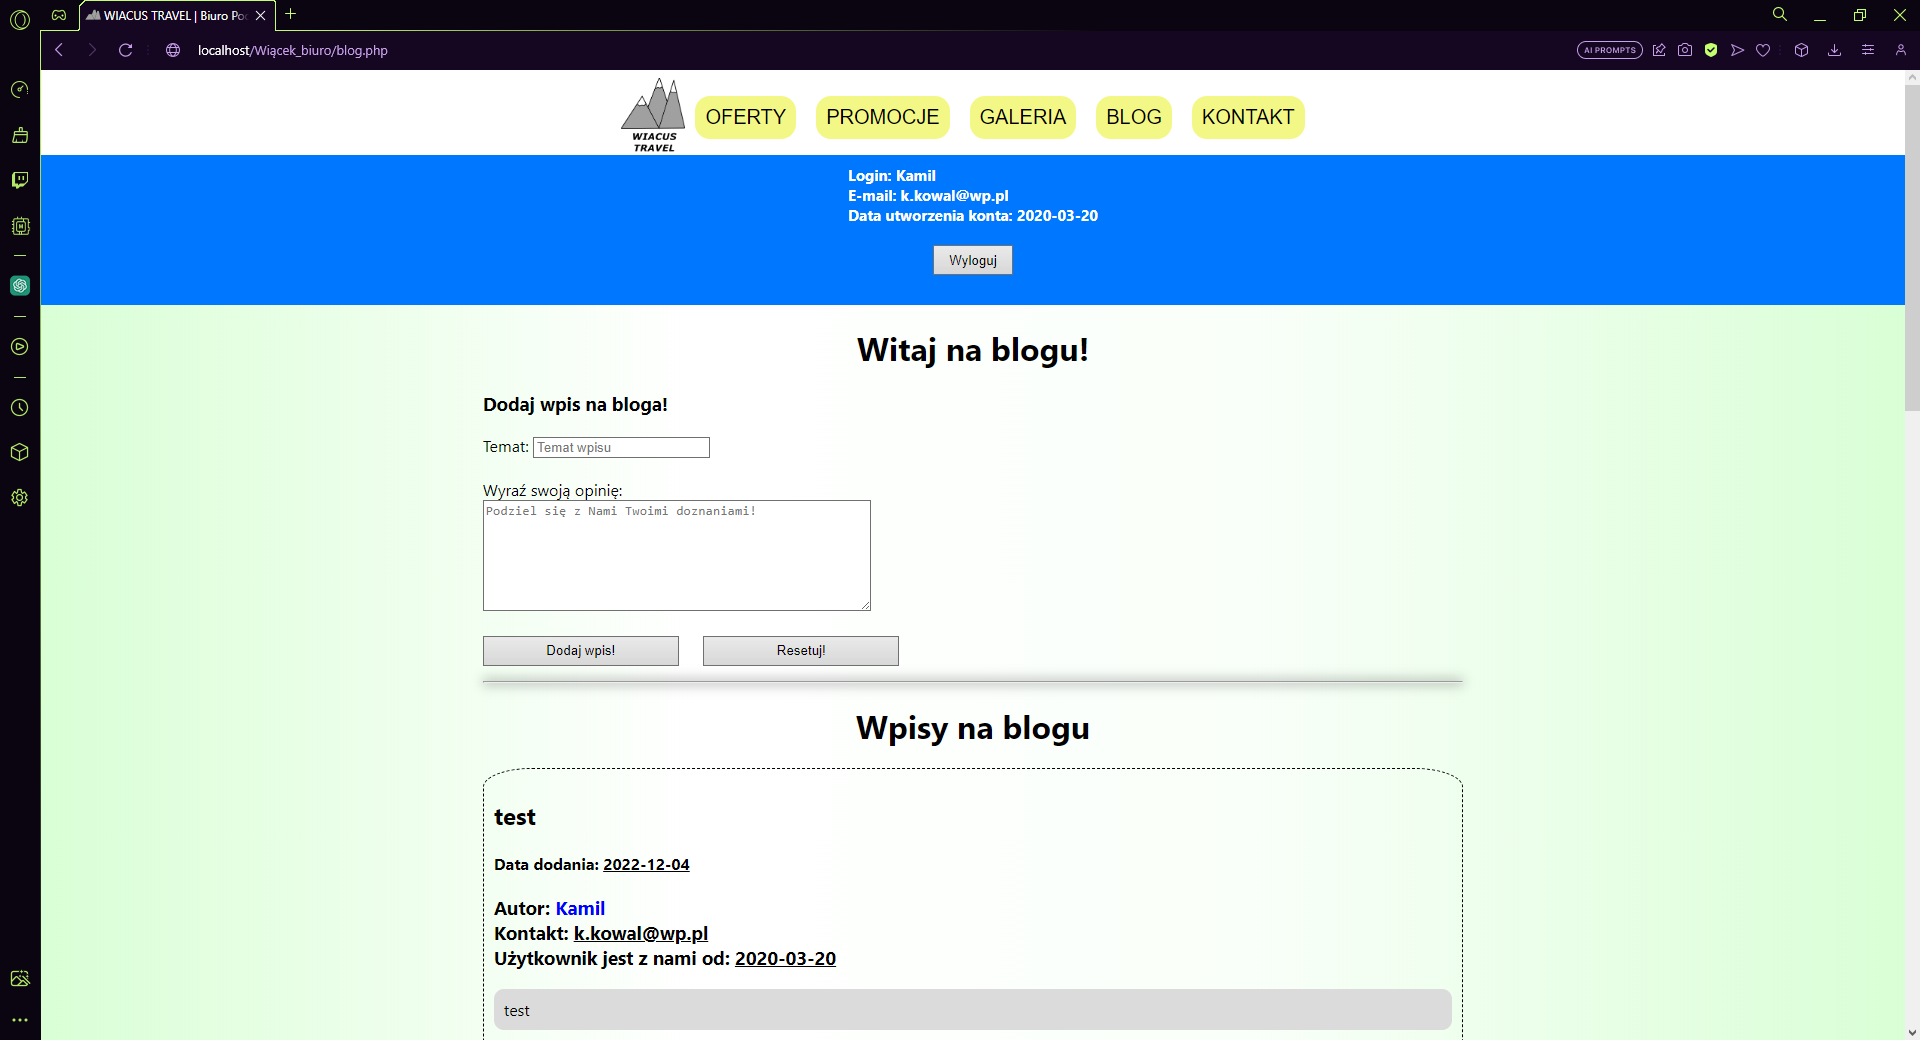 WIACUS TRAVEL | Biuro Po
localhost/Wiącek_biuro/blog.php
AI PROMPTS
WIACUS
TRAVEL
OFERTY
PROMOCJE
GALERIA
BLOG
KONTAKT
Login: Kamil
E-mail: k.kowal@wp.pl
Data utworzenia konta: 2020-03-20
Wyloguj
Witaj na blogu!
Dodaj wpis na bloga!
Temat: Temat wpisu
Wyraź swoją opinię:
Podziel się z Nami Twoimi doznaniami!
Dodaj wpis!
Resetuj!
Wpisy na blogu
test
Data dodania: 2022-12-04
Autor: Kamil
Kontakt: k.kowal@wp.pl
Użytkownik jest z nami od: 2020-03-20
test